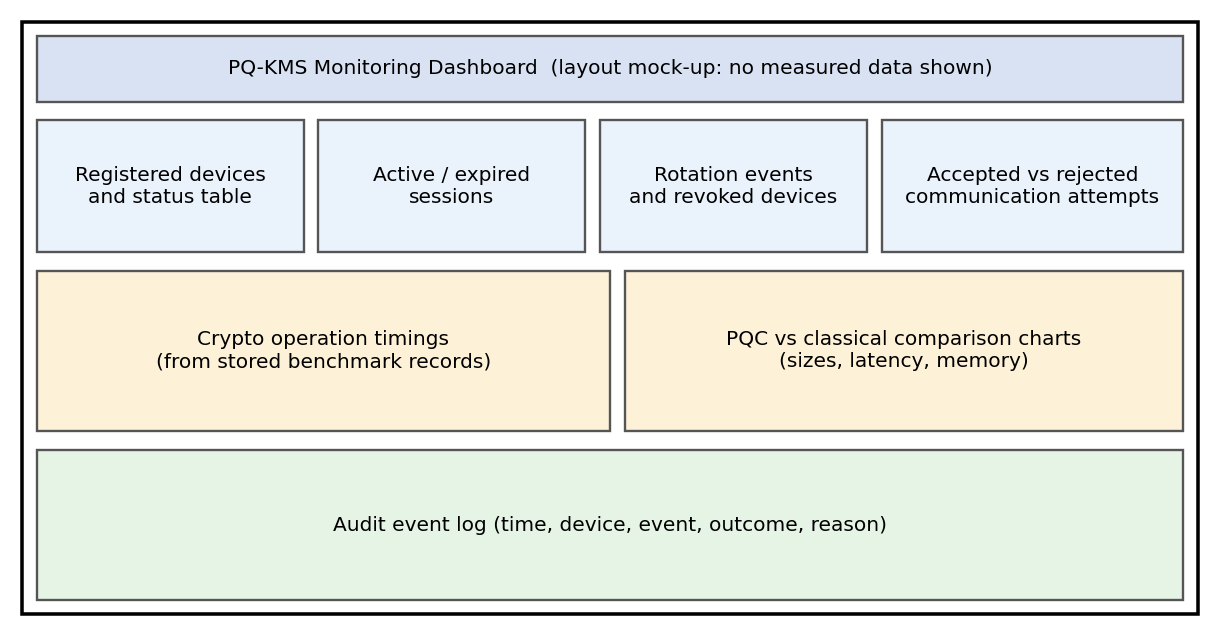 PQ-KMS Monitoring Dashboard  (layout mock-up: no measured data shown)
Registered devices
and status table
Active / expired
sessions
Rotation events
and revoked devices
Accepted vs rejected
communication attempts
Crypto operation timings
(from stored benchmark records)
PQC vs classical comparison charts
(sizes, latency, memory)
Audit event log (time, device, event, outcome, reason)